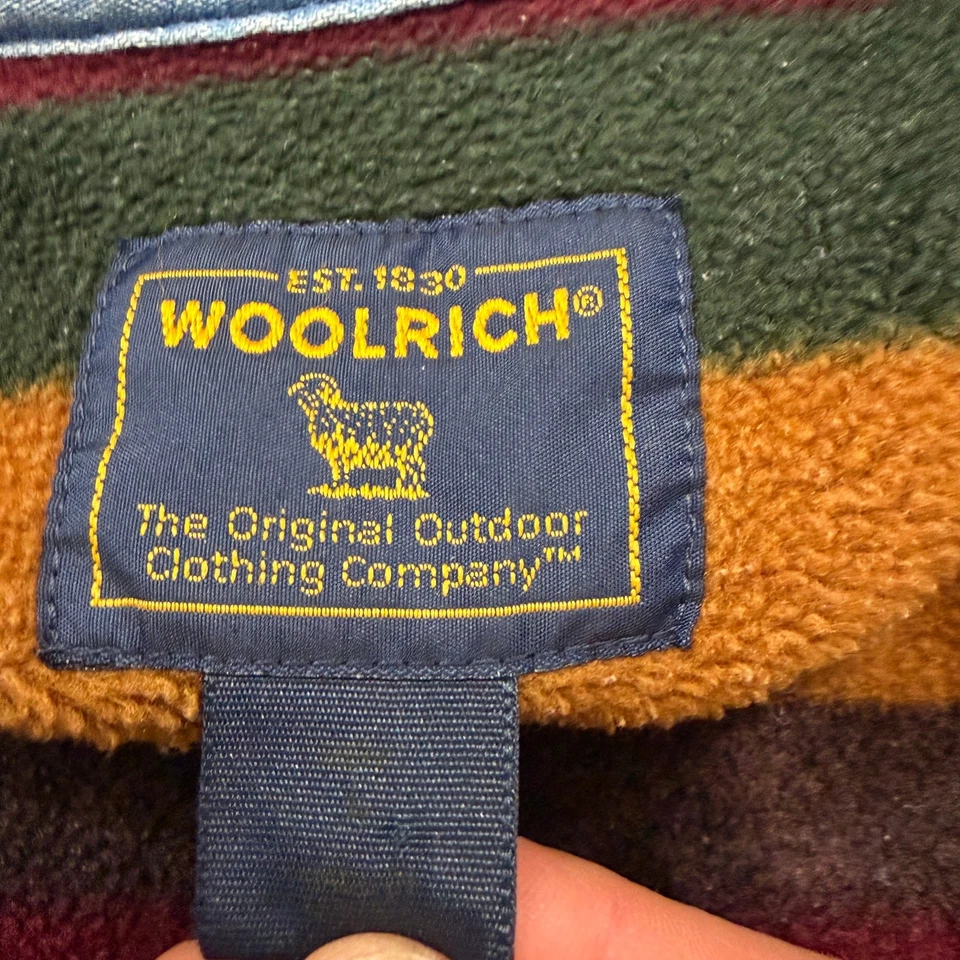 EST. 1830
WOOLRICH®
The Original Outdoor
Clothing Company™